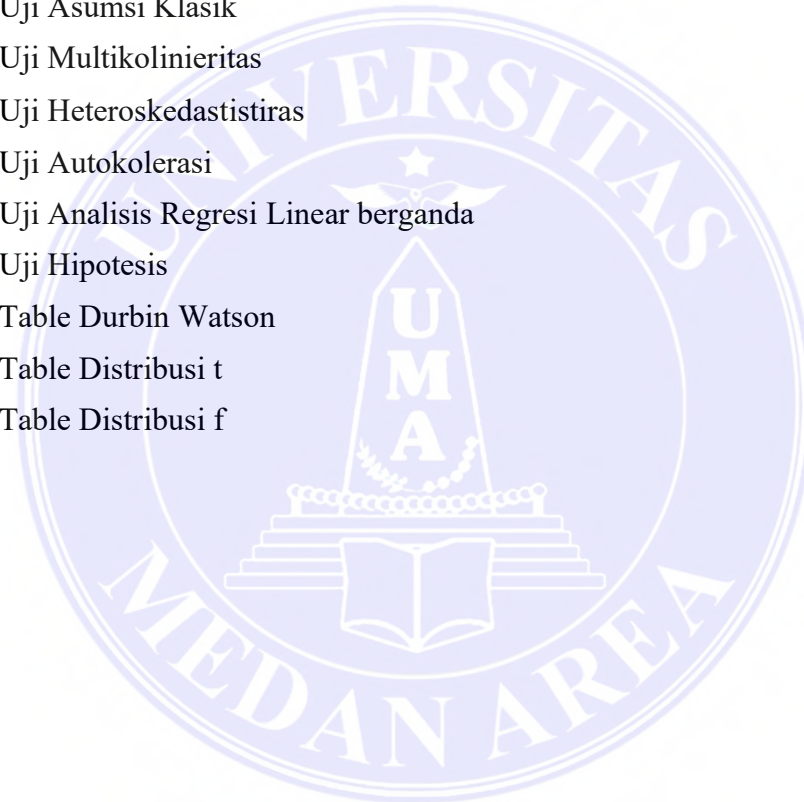 Uji Asumsi Klasik
Uji Multikolinieritas
Uji Heteroskedastistiras
Uji Autokolerasi
Uji Analisis Regresi Linear berganda
Uji Hipotesis
Table Durbin Watson
Table Distribusi t
Table Distribusi f
UNIVERSITAS
UMA
MEDAN AREA